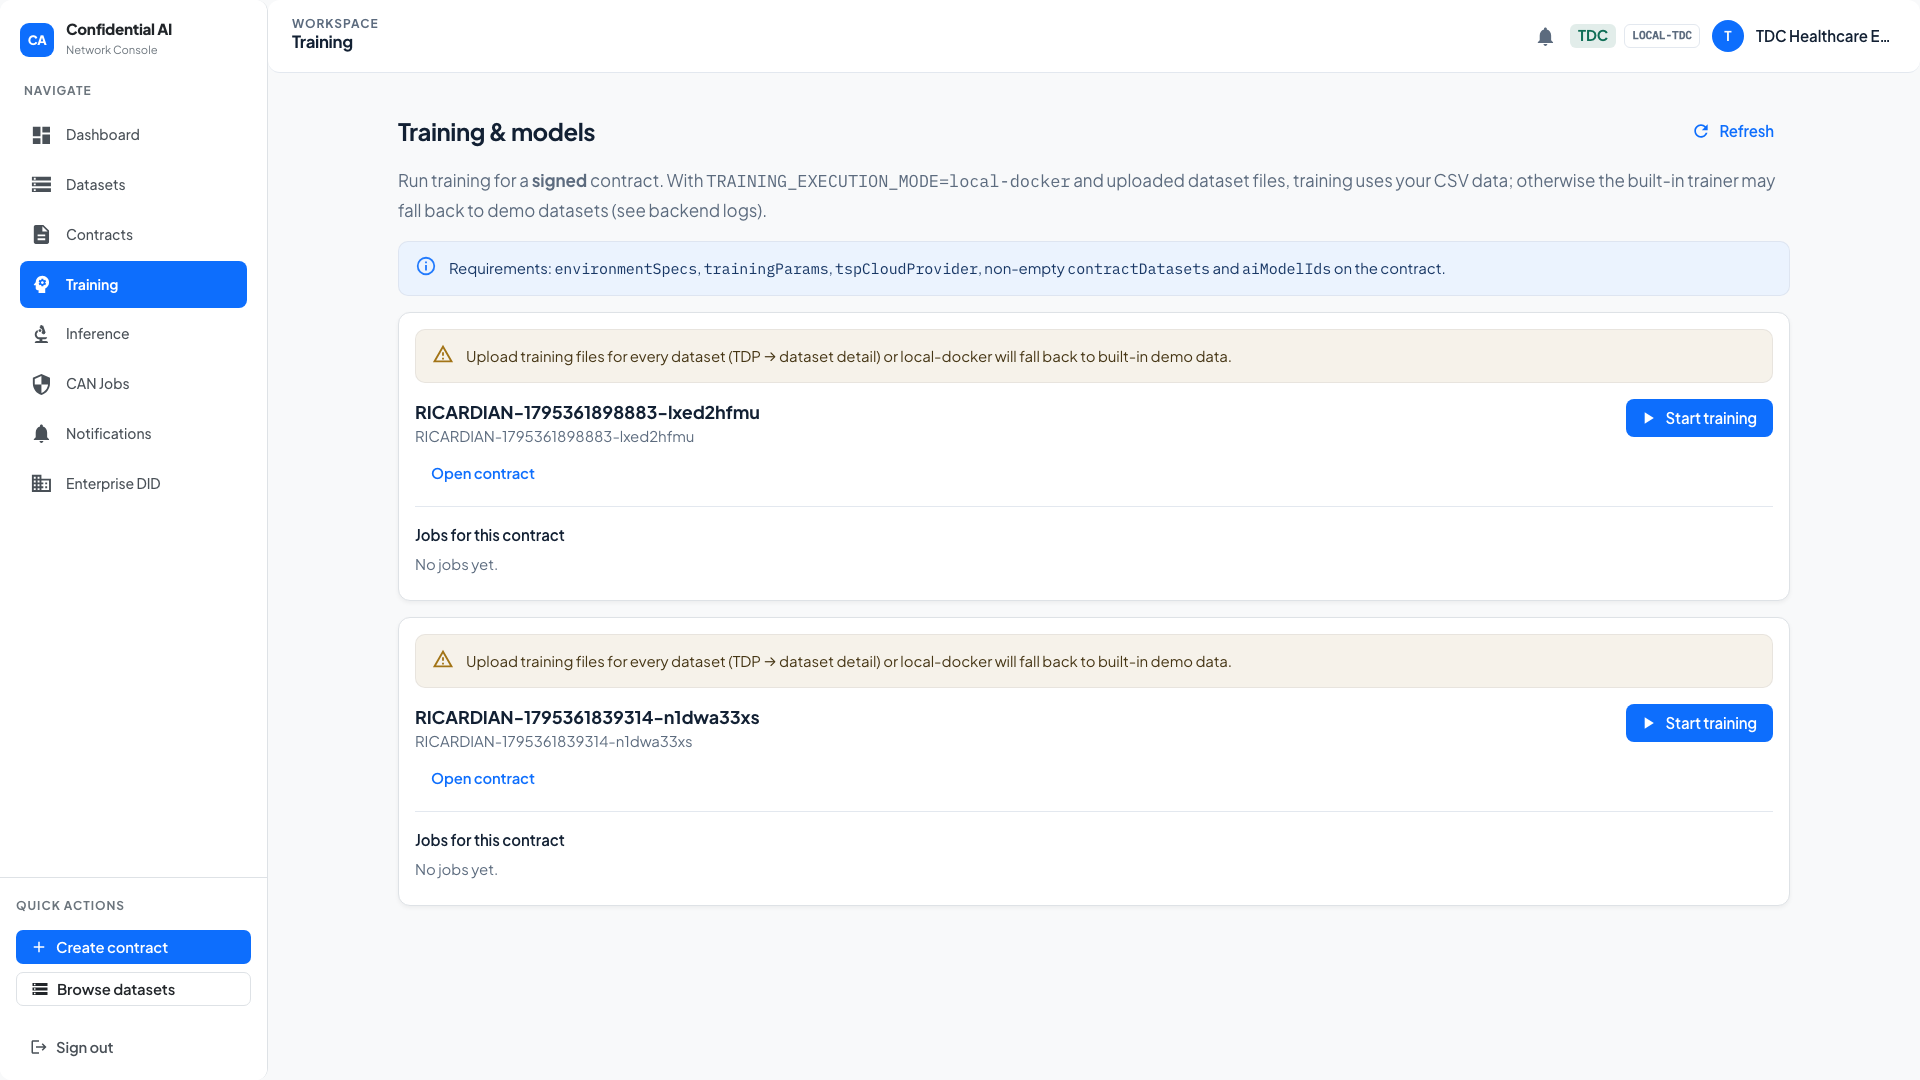 CA
Confidential AI
Network Console
NAVIGATE
Dashboard
Datasets
Contracts
Training
Inference
CAN Jobs
Notifications
Enterprise DID
QUICK ACTIONS
Create contract
Browse datasets
Sign out
WORKSPACE
Training
TDC
LOCAL-TDC
T
TDC Healthcare E...
Training & models
Refresh
Run training for a signed contract. With TRAINING_EXECUTION_MODE=local-docker and uploaded dataset files, training uses your CSV data; otherwise the built-in trainer may
fall back to demo datasets (see backend logs).
Requirements: environmentSpecs, trainingParams, tspCloudProvider, non-empty contractDatasets and aiModelIds on the contract.
Upload training files for every dataset (TDP → dataset detail) or local-docker will fall back to built-in demo data.
RICARDIAN-1795361898883-lxed2hfmu
Start training
RICARDIAN-1795361898883-lxed2hfmu
Open contract
Jobs for this contract
No jobs yet.
Upload training files for every dataset (TDP → dataset detail) or local-docker will fall back to built-in demo data.
RICARDIAN-1795361839314-n1dwa33xs
Start training
RICARDIAN-1795361839314-n1dwa33xs
Open contract
Jobs for this contract
No jobs yet.